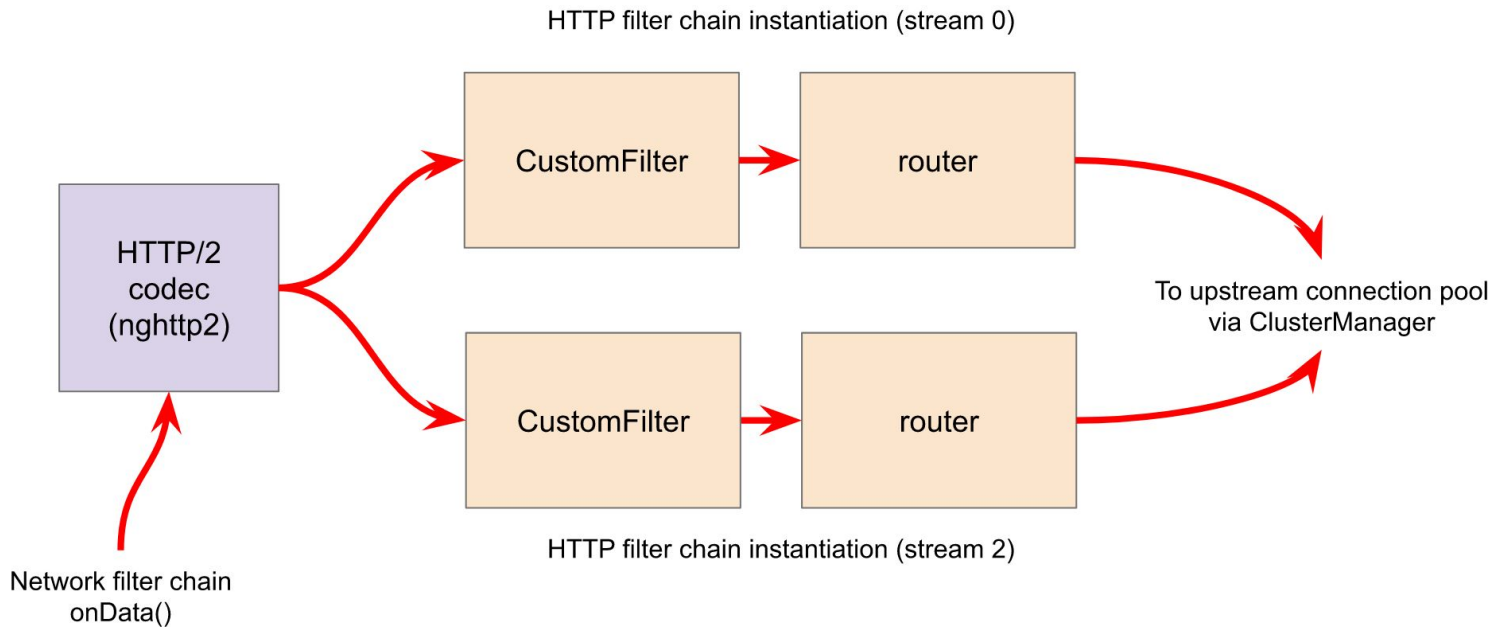 HTTP filter chain instantiation (stream 0)
CustomFilter
router
HTTP/2
codec
(nghttp2)
To upstream connection pool
via ClusterManager
CustomFilter
router
HTTP filter chain instantiation (stream 2)
Network filter chain
onData()